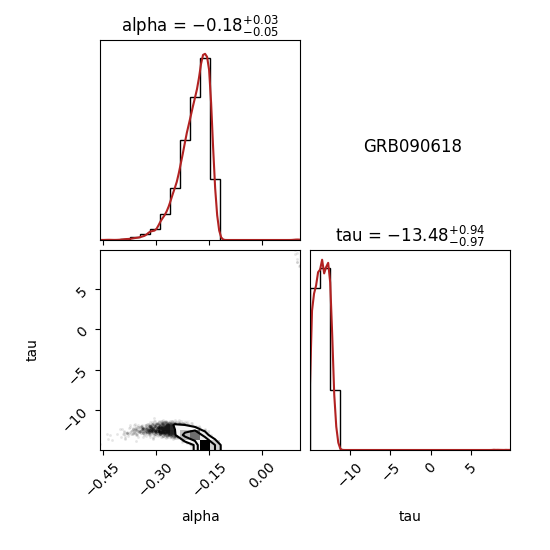 alpha = −0.18+0.03−0.05
GRB090618
tau = −13.48+0.94−0.97
5
0
−5
−10
tau
−0.45 −0.30 −0.15 0.00
alpha
−10 −5 0 5
tau